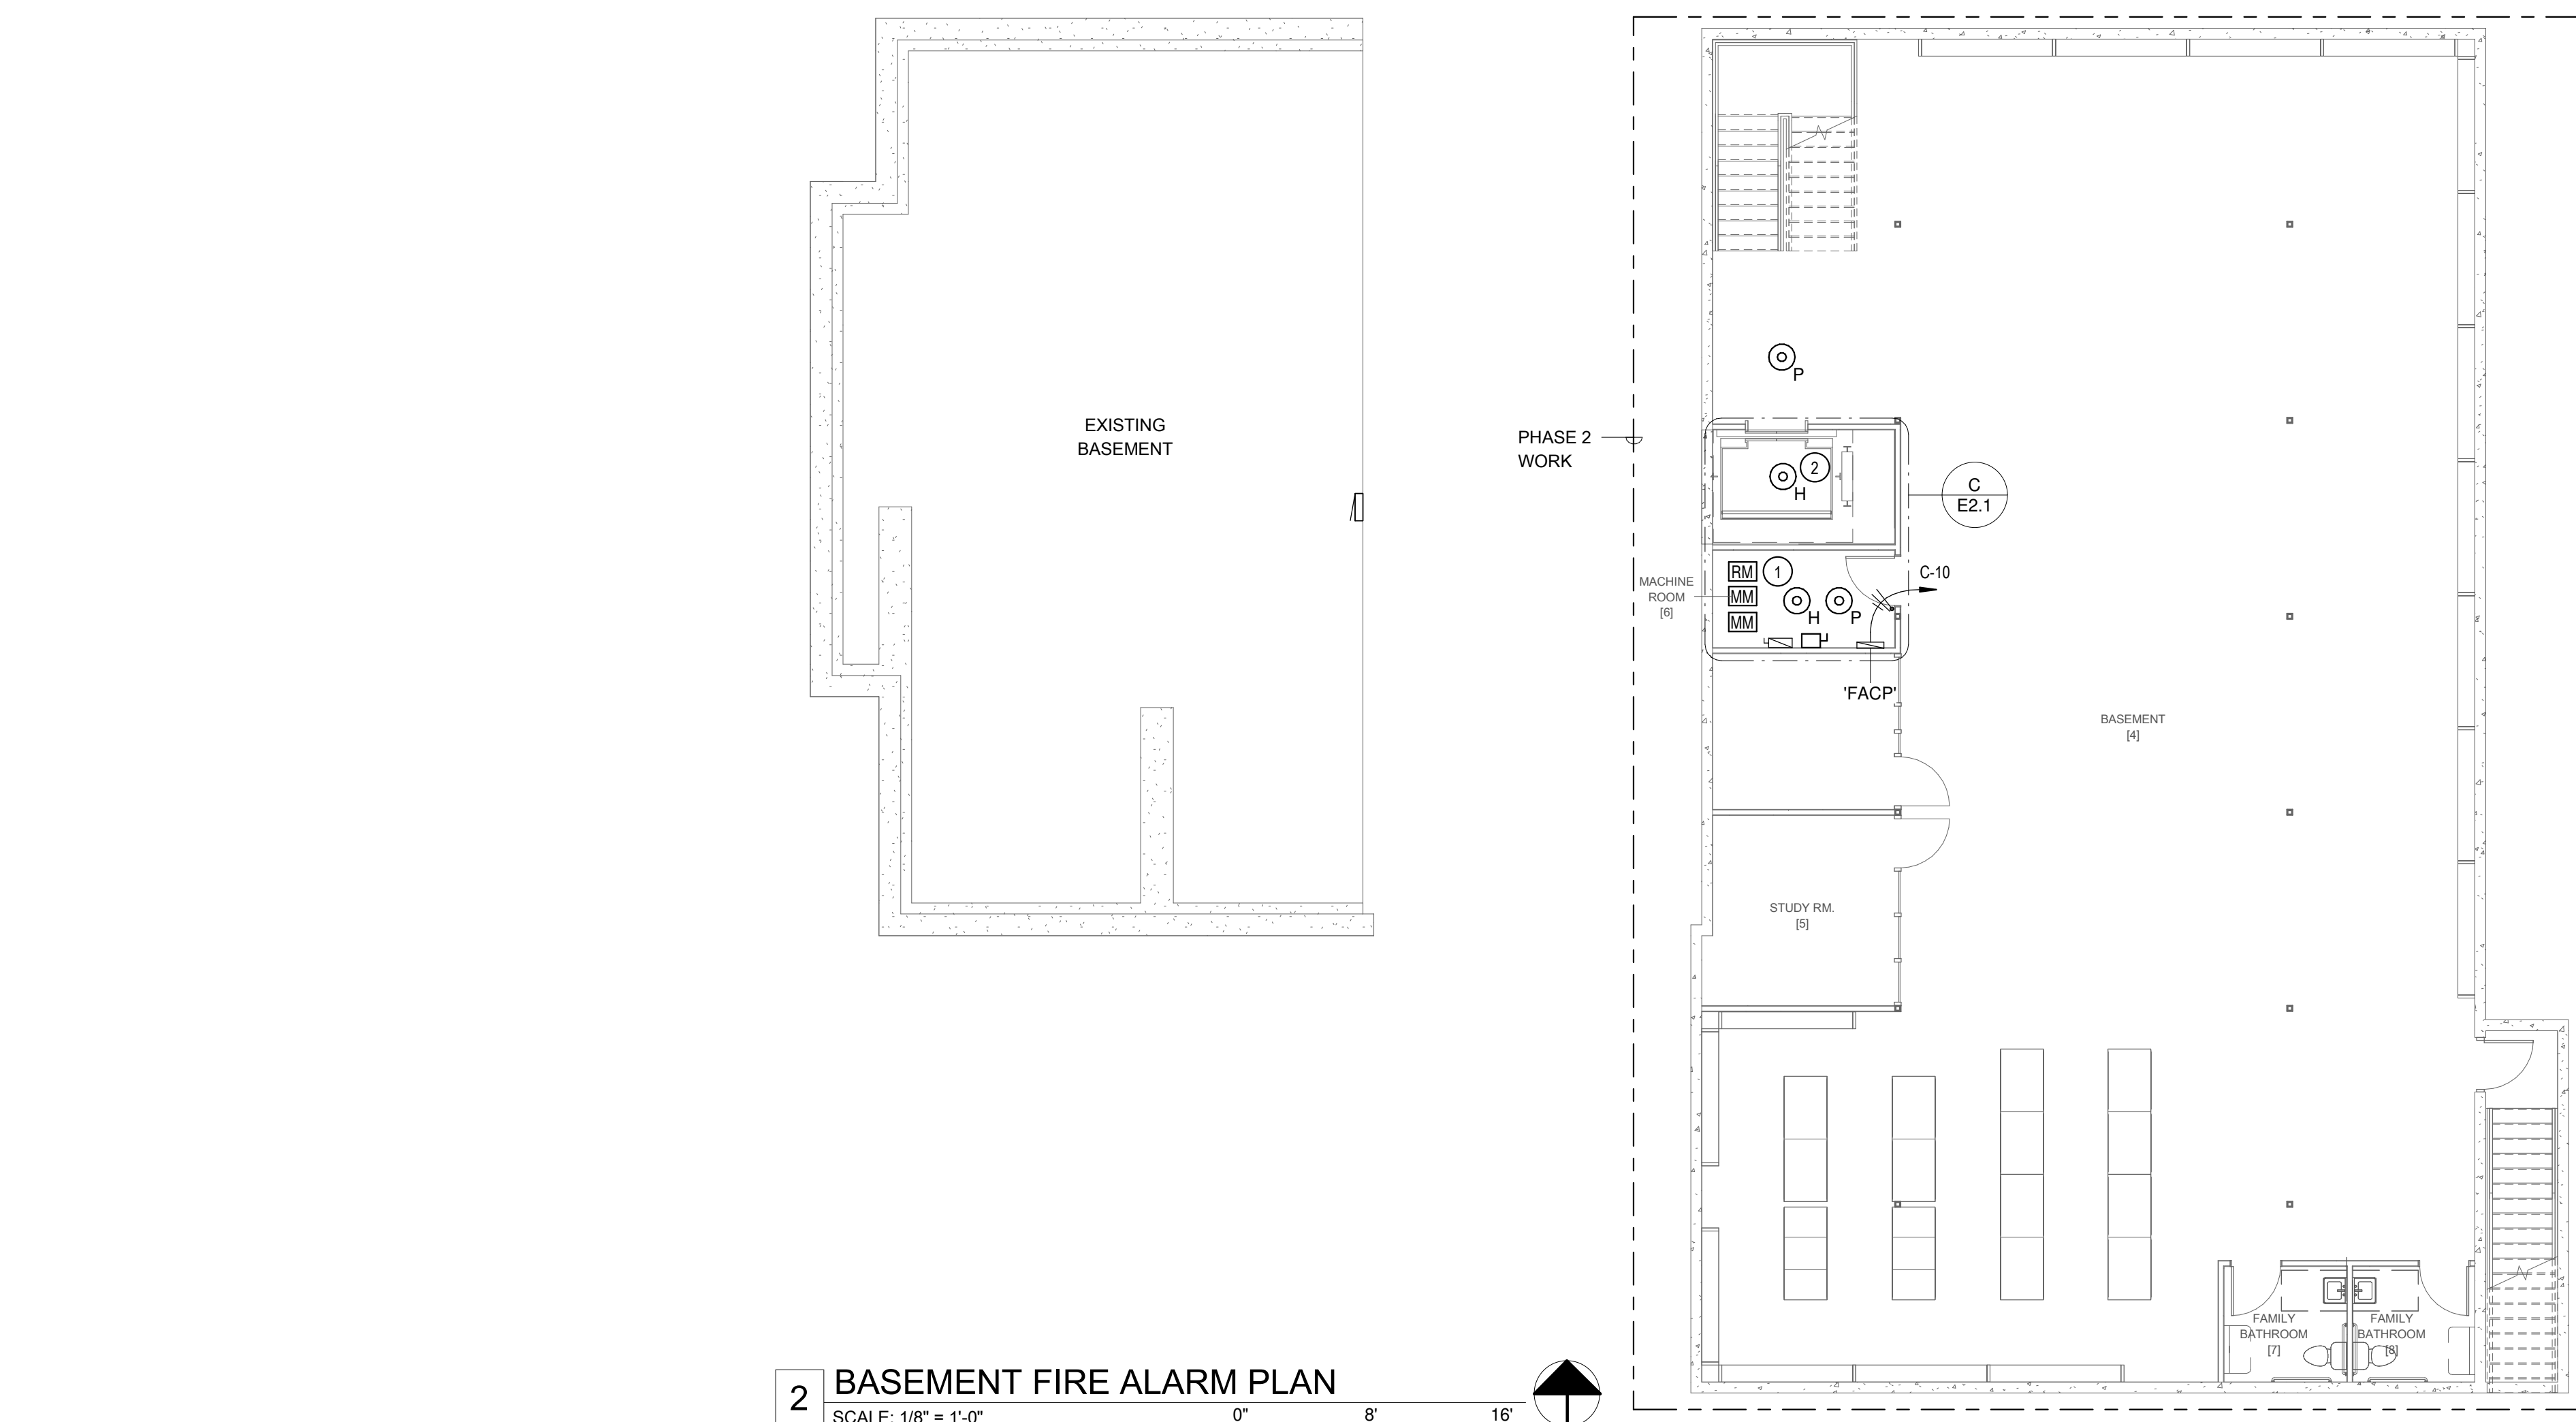 EXISTING
BASEMENT
PHASE 2
WORK
P
2
H
C
E2.1
C-10
MACHINE
ROOM
[6]
RM
1
MM
MM
H
P
'FACP'
BASEMENT
[4]
STUDY RM.
[5]
FAMILY
BATHROOM
[7]
FAMILY
BATHROOM
[8]
2
BASEMENT FIRE ALARM PLAN
SCALE: 1/8" = 1'-0"
0"
8'
16'